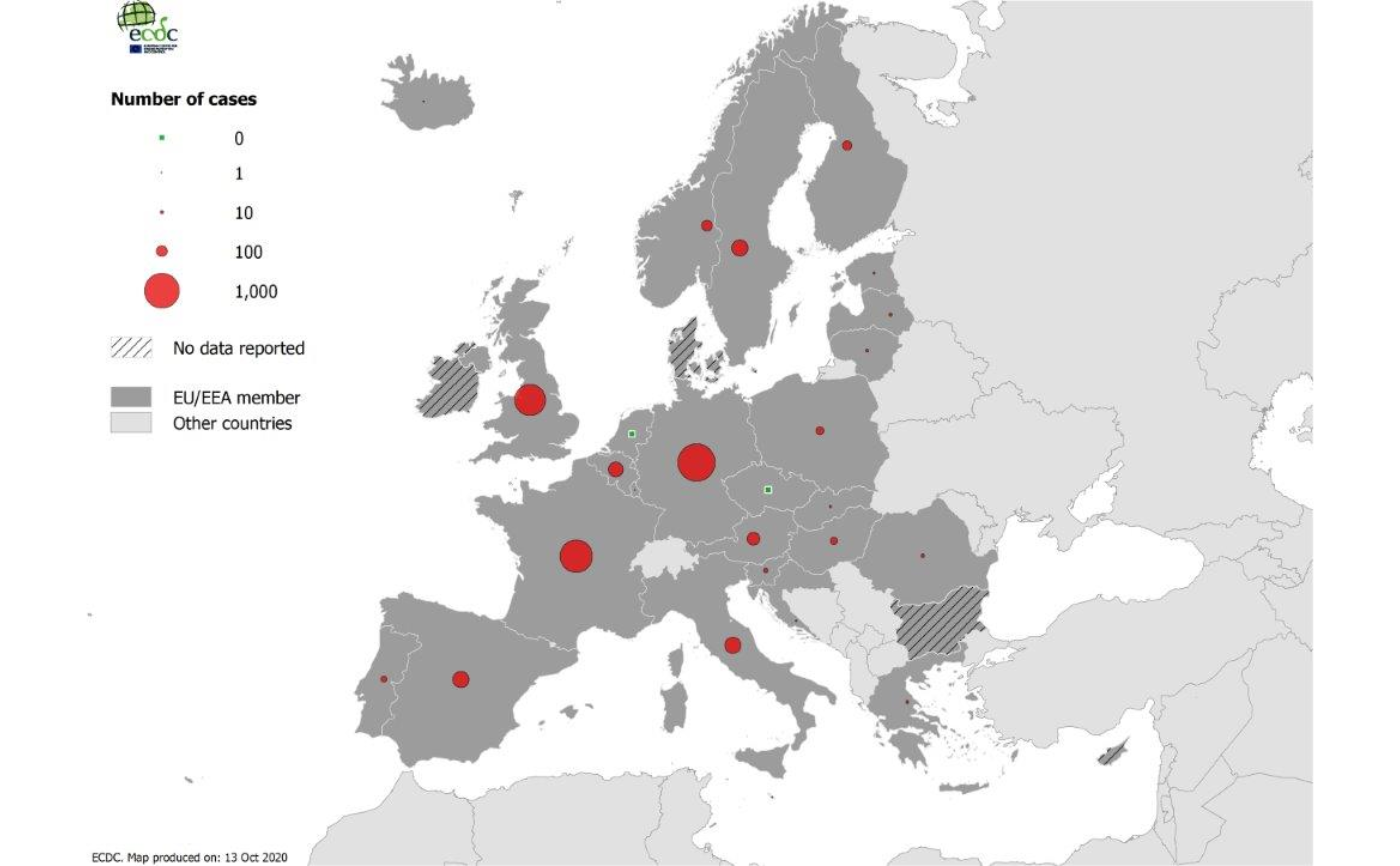 ecdc
Number of cases
0
1
10
100
1,000
No data reported
EU/EEA member
Other countries
ECDC. Map produced on: 13 Oct 2020